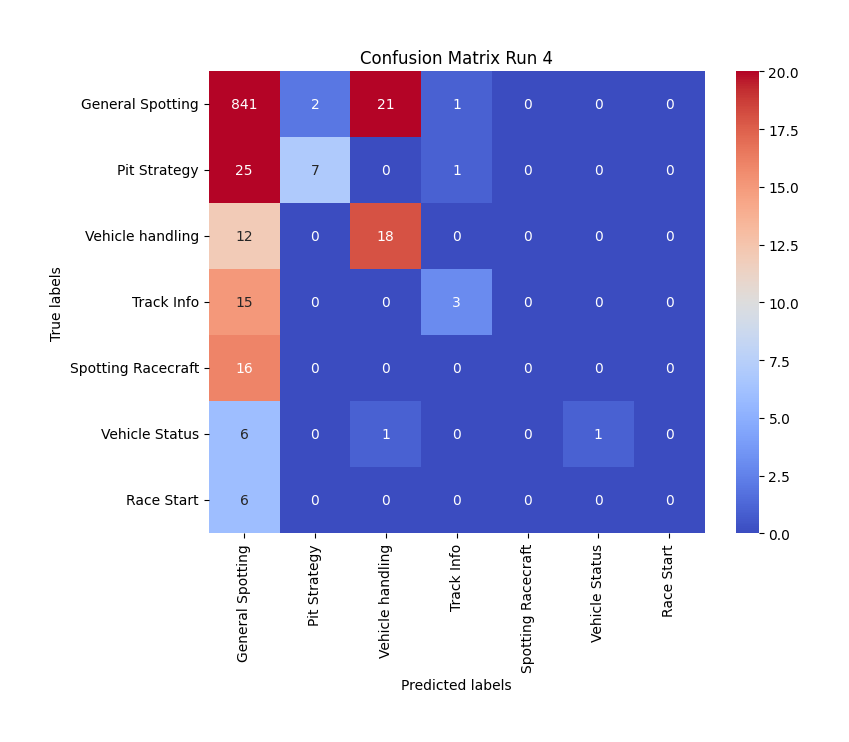 Confusion Matrix Run 4
General Spotting 841 2 21 1 0 0 0
Pit Strategy 25 7 0 1 0 0 0
Vehicle handling 12 0 18 0 0 0 0
Track Info 15 0 0 3 0 0 0
Spotting Racecraft 16 0 0 0 0 0 0
Vehicle Status 6 0 1 0 0 1 0
Race Start 6 0 0 0 0 0 0
True labels
General Spotting
Pit Strategy
Vehicle handling
Track Info
Spotting Racecraft
Vehicle Status
Race Start
Predicted labels
20.0
17.5
15.0
12.5
10.0
7.5
5.0
2.5
0.0